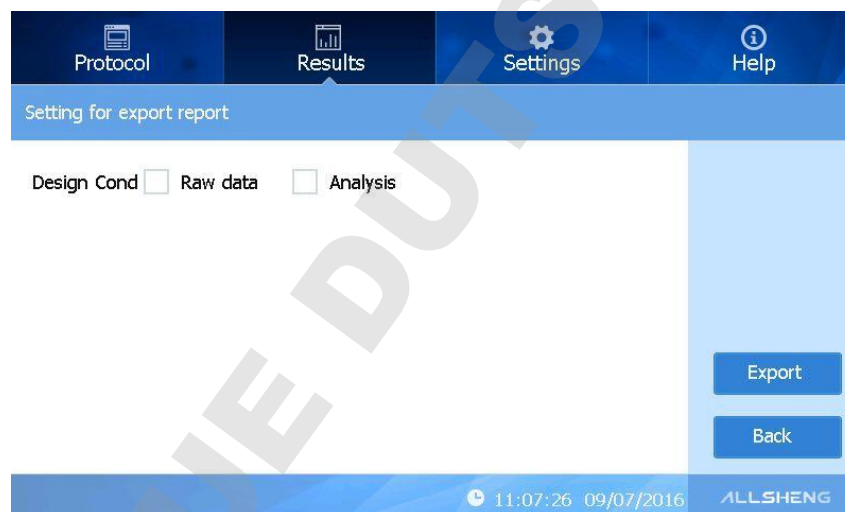 Protocol Results Settings Help
Setting for export report
Design Cond Raw data Analysis
Export
Back
11:07:26 09/07/2016 ALLSHENG